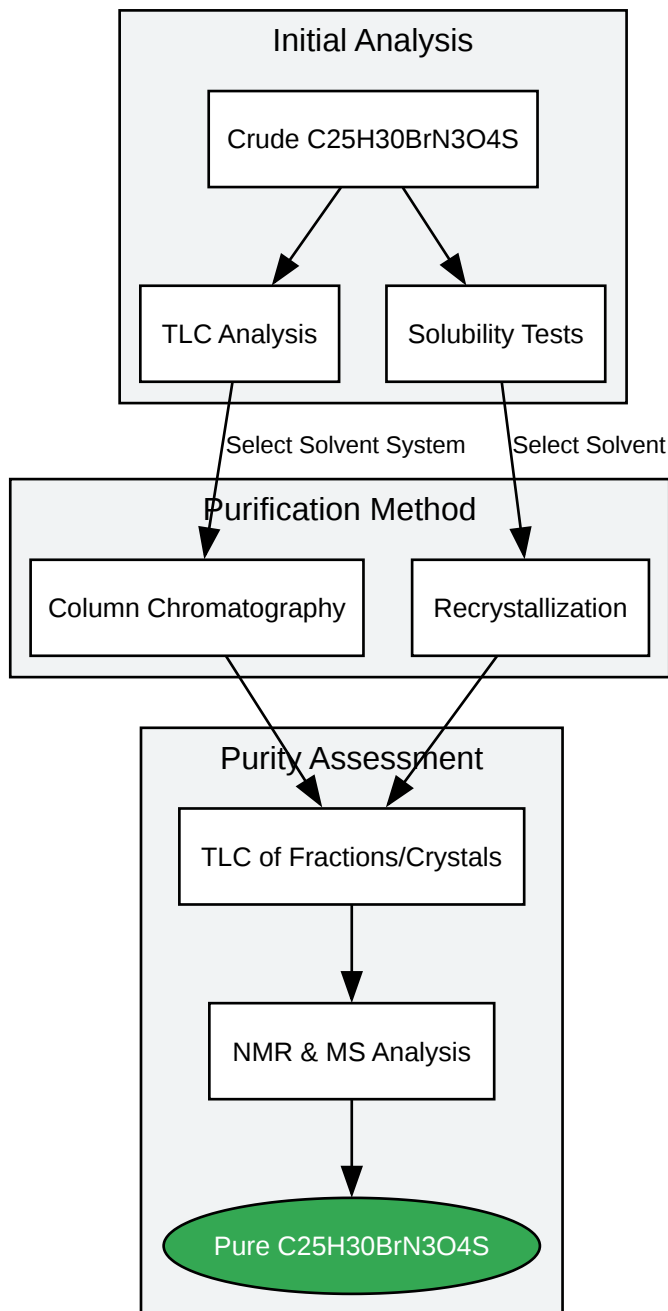 Initial Analysis
Crude C25H30BrN3O4S
TLC Analysis
Solubility Tests
Select Solvent System
Select Solvent
Purification Method
Column Chromatography
Recrystallization
Purity Assessment
TLC of Fractions/Crystals
NMR & MS Analysis
Pure C25H30BrN3O4S